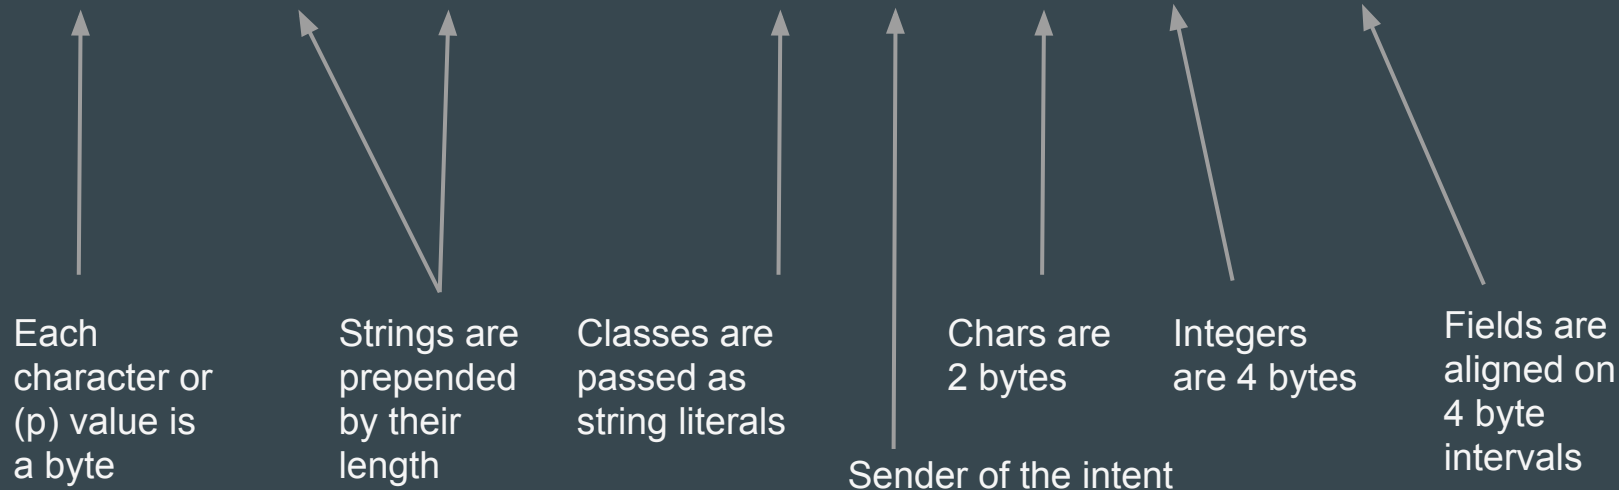 Each
character or
(p) value is
a byte
Strings are
prepended
by their
length
Classes are
passed as
string literals
Sender of the intent
Chars are
2 bytes
Integers
are 4 bytes
Fields are
aligned on
4 byte
intervals